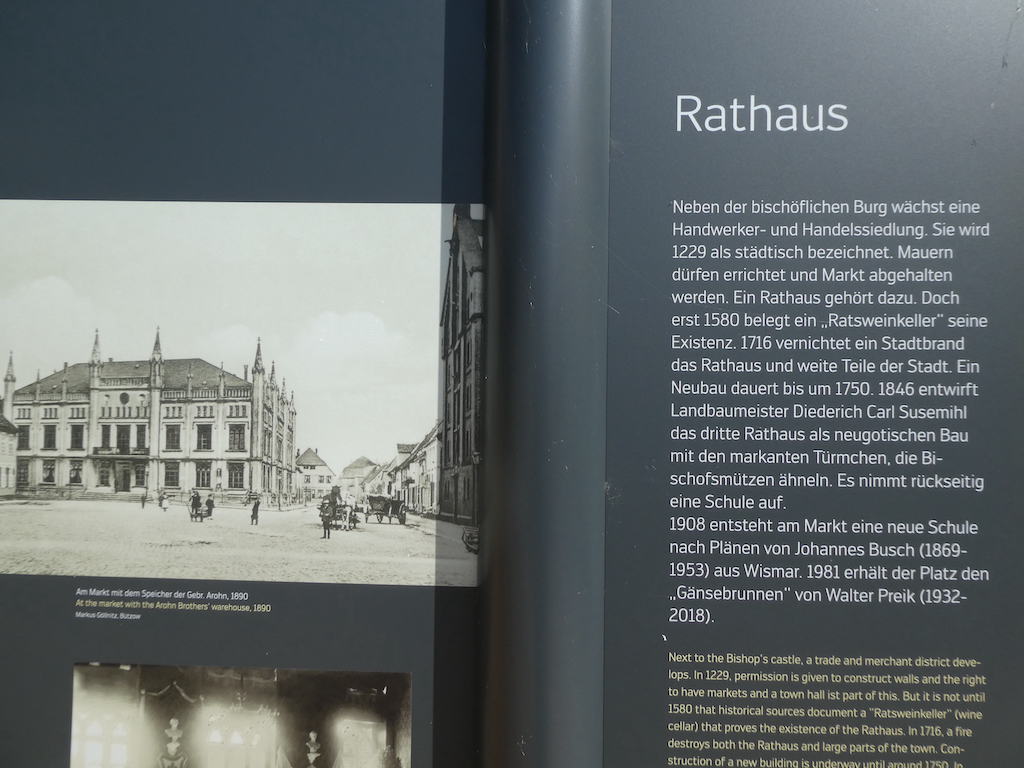 Am Markt mit dem Speicher der Gebr. Arohn, 1890
At the market with the Arohn Brothers' warehouse, 1890
Markus Göllnitz, Bützow
Rathaus
Neben der bischöflichen Burg wächst eine
Handwerker- und Handelssiedlung. Sie wird
1229 als städtisch bezeichnet. Mauern
dürfen errichtet und Markt abgehalten
werden. Ein Rathaus gehört dazu. Doch
erst 1580 belegt ein „Ratsweinkeller" seine
Existenz. 1716 vernichtet ein Stadtbrand
das Rathaus und weite Teile der Stadt. Ein
Neubau dauert bis um 1750. 1846 entwirft
Landbaumeister Diederich Carl Susemihl
das dritte Rathaus als neugotischen Bau
mit den markanten Türmchen, die Bi-
schofsmützen ähneln. Es nimmt rückseitig
eine Schule auf.
1908 entsteht am Markt eine neue Schule
nach Plänen von Johannes Busch (1869-
1953) aus Wismar. 1981 erhält der Platz den
„Gänsebrunnen" von Walter Preik (1932-
2018).
Next to the Bishop's castle, a trade and merchant district deve-
lops. In 1229, permission is given to construct walls and the right
to have markets and a town hall ist part of this. But it is not until
1580 that historical sources document a "Ratsweinkeller" (wine
cellar) that proves the existence of the Rathaus. In 1716, a fire
destroys both the Rathaus and large parts of the town. Con-
struction of a new building is underway until around 1750. In